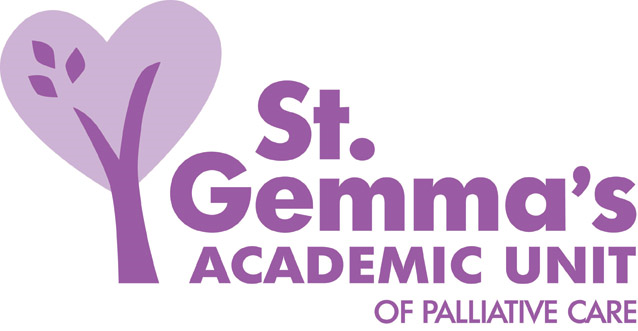 St.
Gemma's
ACADEMIC UNIT
OF PALLIATIVE CARE